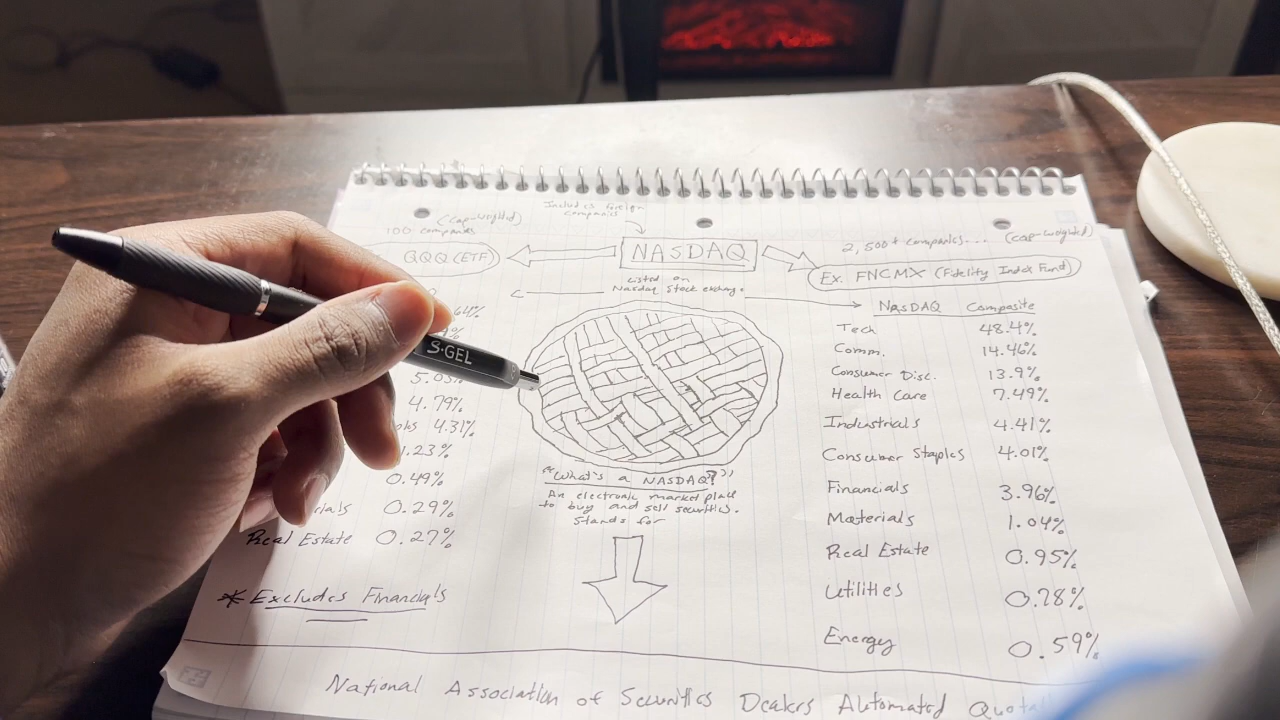 Includes foreign
companies
(cap-weighted)
100 companies
NASDAQ
2,500+ companies... (cap-weighted)
QQQ (ETF)
Ex. FNCMX (Fidelity Index Fund)
Listed on
Nasdaq Stock exchange
NASDAQ Composite
Tech 48.4%
Comm. 14.46%
Consumer Disc. 13.9%
Health Care 7.49%
Industrials 4.41%
Consumer Staples 4.01%
Financials 3.96%
Materials 1.04%
Real Estate 0.95%
Utilities 0.78%
Energy 0.59%
S·GEL
5.03%
4.79%
4.31%
.23%
0.49%
rials 0.29%
Real Estate 0.27%
* Excludes Financials
"What's a NASDAQ?"
An electronic market place
to buy and sell securities.
Stands for
National Association of Securities Dealers Automated Quota